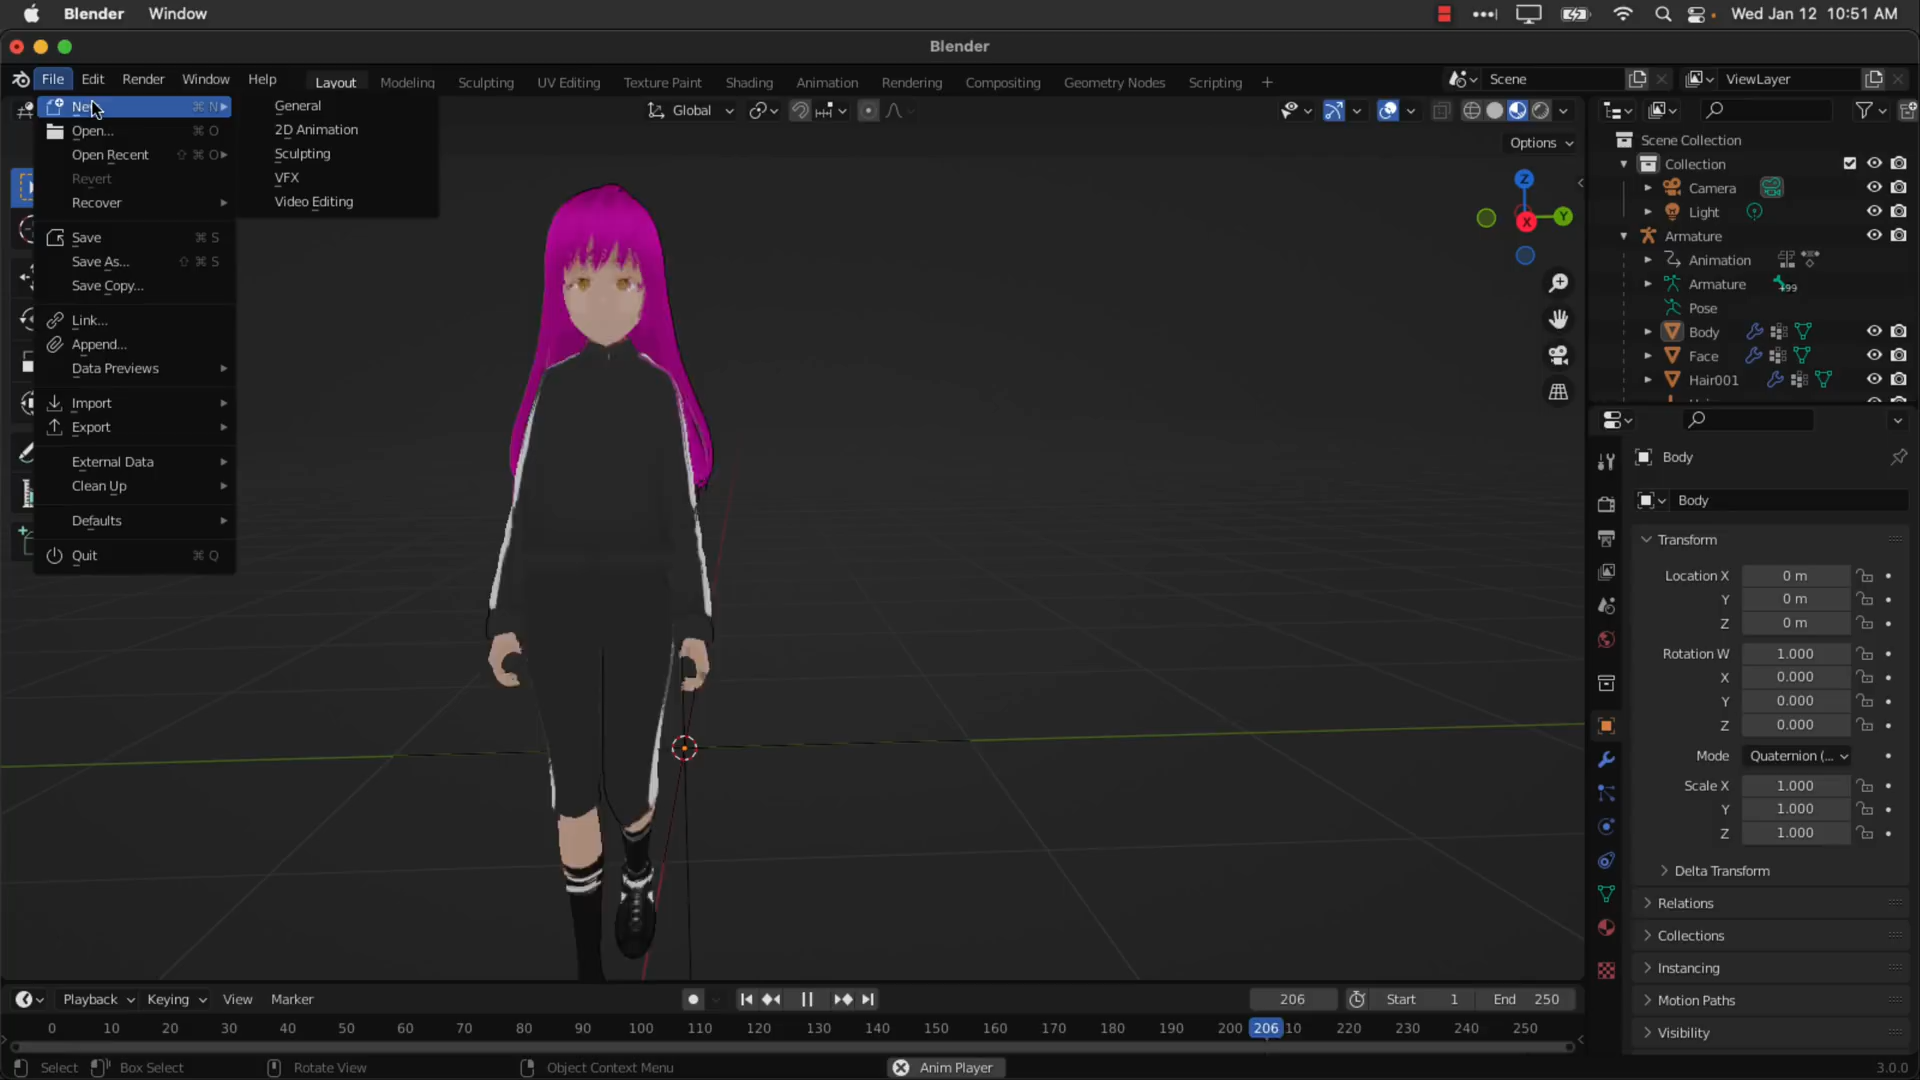 Blender Window Wed Jan 12 10:51 AM
Blender
File Edit Render Window Help Layout Modeling Sculpting UV Editing Texture Paint Shading Animation Rendering Compositing Geometry Nodes Scripting + Scene ViewLayer
⌘ N
Open... ⌘ O
Open Recent ⇧ ⌘ O
Revert
Recover
Save ⌘ S
Save As... ⇧ ⌘ S
Save Copy...
Link...
Append...
Data Previews
Import
Export
External Data
Clean Up
Defaults
Quit ⌘ Q
General
2D Animation
Sculpting
VFX
Video Editing
Global
Options
Z
Y
X
Scene Collection
Collection
Camera
Light
Armature
Animation
Armature 99
Pose
Body
Face
Hair001
Body
Body
Transform
Location X 0 m
Y 0 m
Z 0 m
Rotation W 1.000
X 0.000
Y 0.000
Z 0.000
Mode Quaternion (...
Scale X 1.000
Y 1.000
Z 1.000
Delta Transform
Relations
Collections
Instancing
Motion Paths
Visibility
Playback Keying View Marker 206 Start 1 End 250
0 10 20 30 40 50 60 70 80 90 100 110 120 130 140 150 160 170 180 190 200 206 10 220 230 240 250
Select Box Select Rotate View Object Context Menu Anim Player 3.0.0